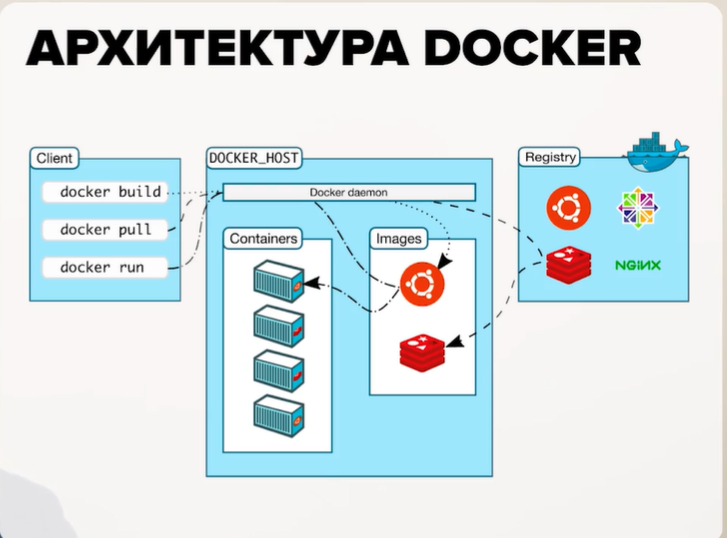 АРХИТЕКТУРА DOCKER
Client
docker build
docker pull
docker run
DOCKER_HOST
Docker daemon
Containers
Images
Registry
NGiNX